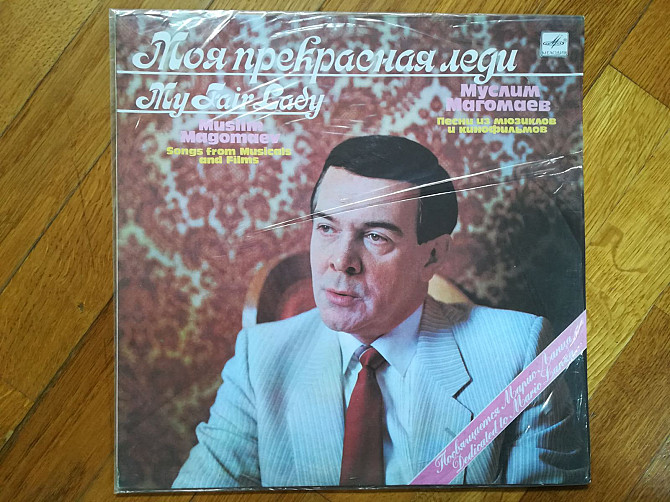 Моя прекрасная леди
My Fair Lady
Муслим
Магомаев
Песни из мюзиклов
и кинофильмов
Muslim
Magomaev
Songs from Musicals
and Films
Посвящается Марио Ланца
Dedicated to Mario Lanza